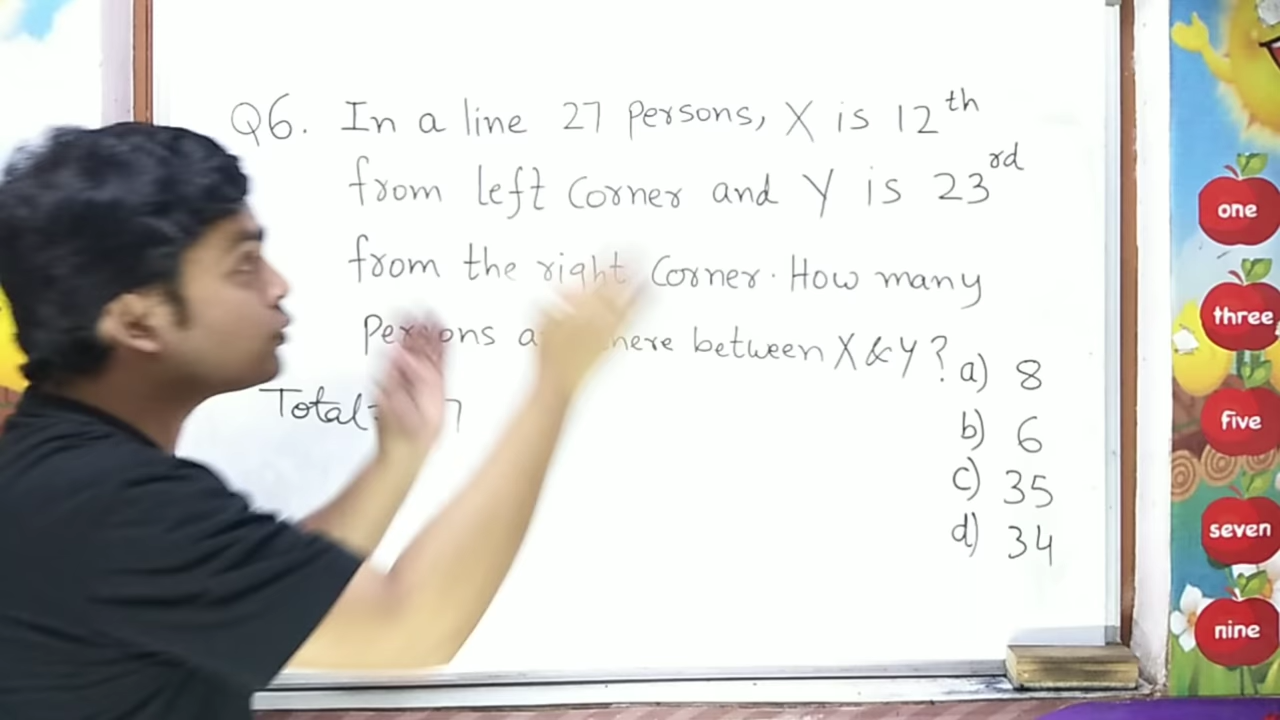 Q6. In a line 27 persons, X is 12th
from left Corner and Y is 23rd
from the right Corner. How many
Persons between X & Y?
a) 8
b) 6
c) 35
d) 34
Total
one
three
five
seven
nine